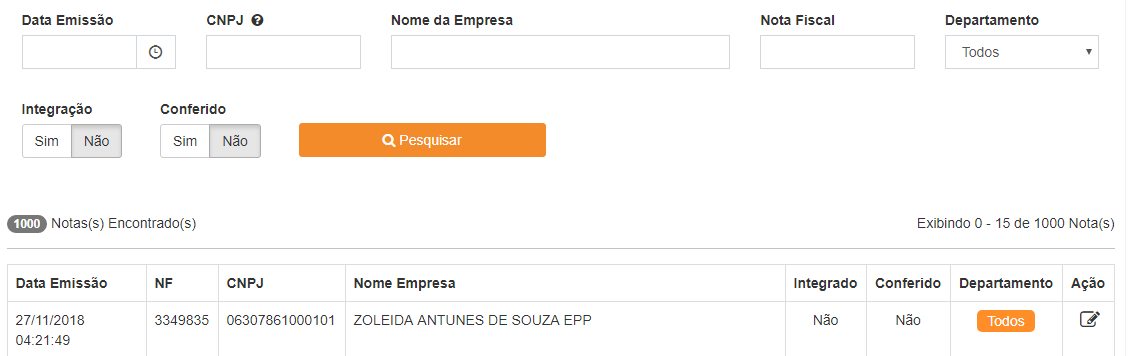 Data Emissão CNPJ Nome da Empresa Nota Fiscal Departamento
Todos
Integração Conferido
Sim Não Sim Não Pesquisar
1000 Notas(s) Encontrado(s) Exibindo 0 - 15 de 1000 Nota(s)
Data Emissão NF CNPJ Nome Empresa Integrado Conferido Departamento Ação
27/11/2018 3349835 06307861000101 ZOLEIDA ANTUNES DE SOUZA EPP Não Não Todos
04:21:49